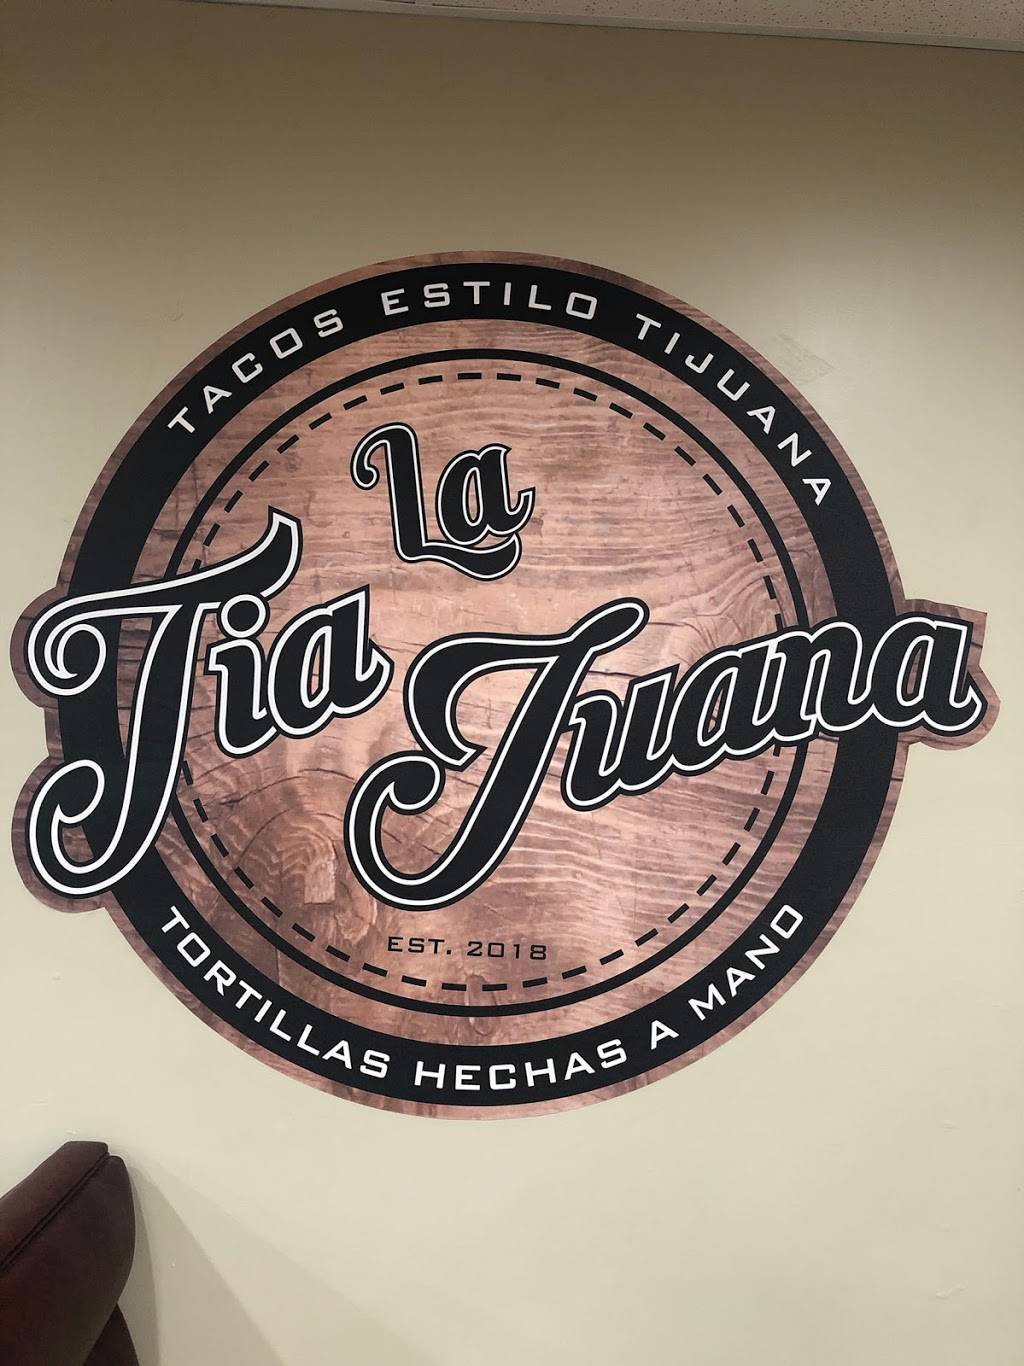 TACOS ESTILO TIJUANA
La
Tia Juana
EST. 2018
TORTILLAS HECHAS A MANO